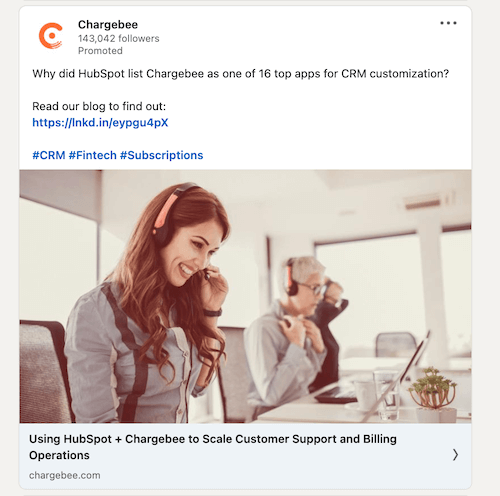 Chargebee
143,042 followers
Promoted
Why did HubSpot list Chargebee as one of 16 top apps for CRM customization?
Read our blog to find out:
https://lnkd.in/eypgu4pX
#CRM #Fintech #Subscriptions
Using HubSpot + Chargebee to Scale Customer Support and Billing
Operations
chargebee.com